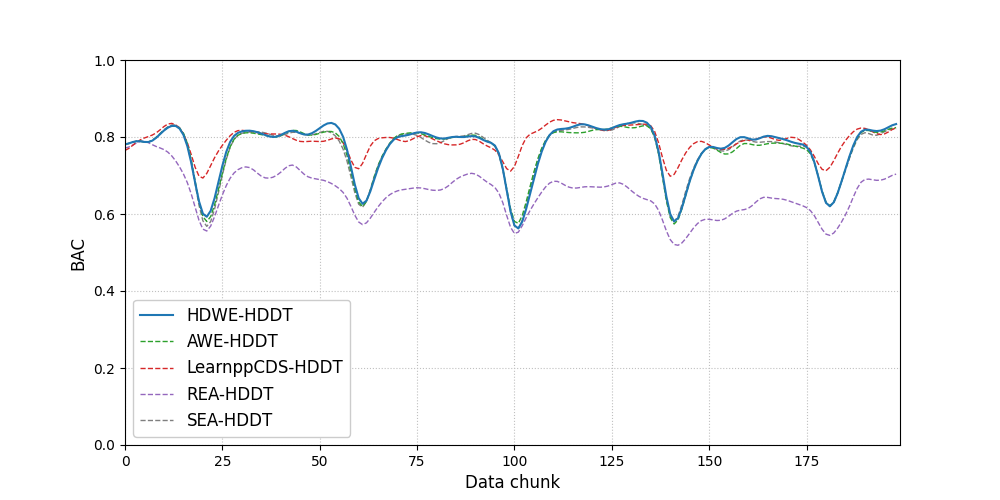 1.0
0.8
0.6
0.4
0.2
0.0
BAC
HDWE-HDDT
AWE-HDDT
LearnppCDS-HDDT
REA-HDDT
SEA-HDDT
0 25 50 75 100 125 150 175
Data chunk